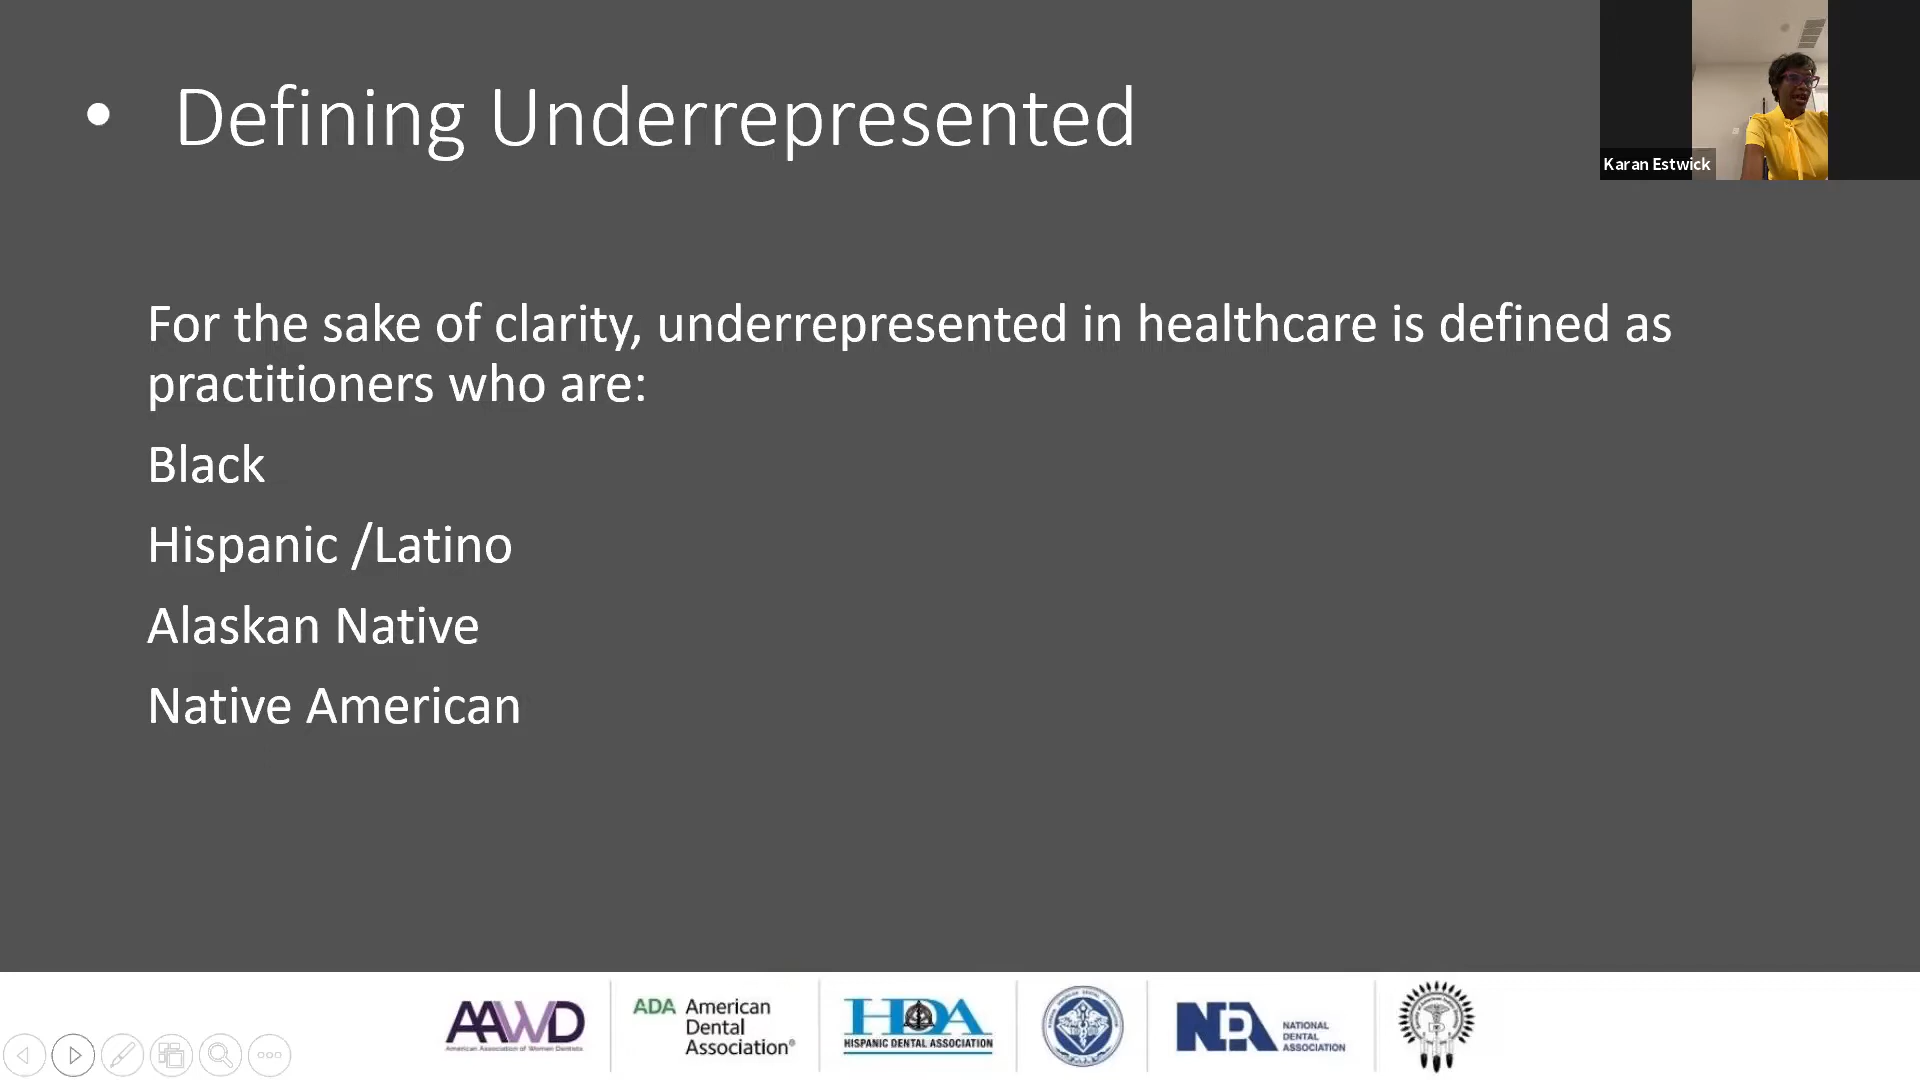 • Defining Underrepresented
Karan Estwick
For the sake of clarity, underrepresented in healthcare is defined as
practitioners who are:
Black
Hispanic /Latino
Alaskan Native
Native American
AAWD
American Association of Women Dentists
ADA American
Dental
Association®
HDA
HISPANIC DENTAL ASSOCIATION
NDA
NATIONAL
DENTAL
ASSOCIATION